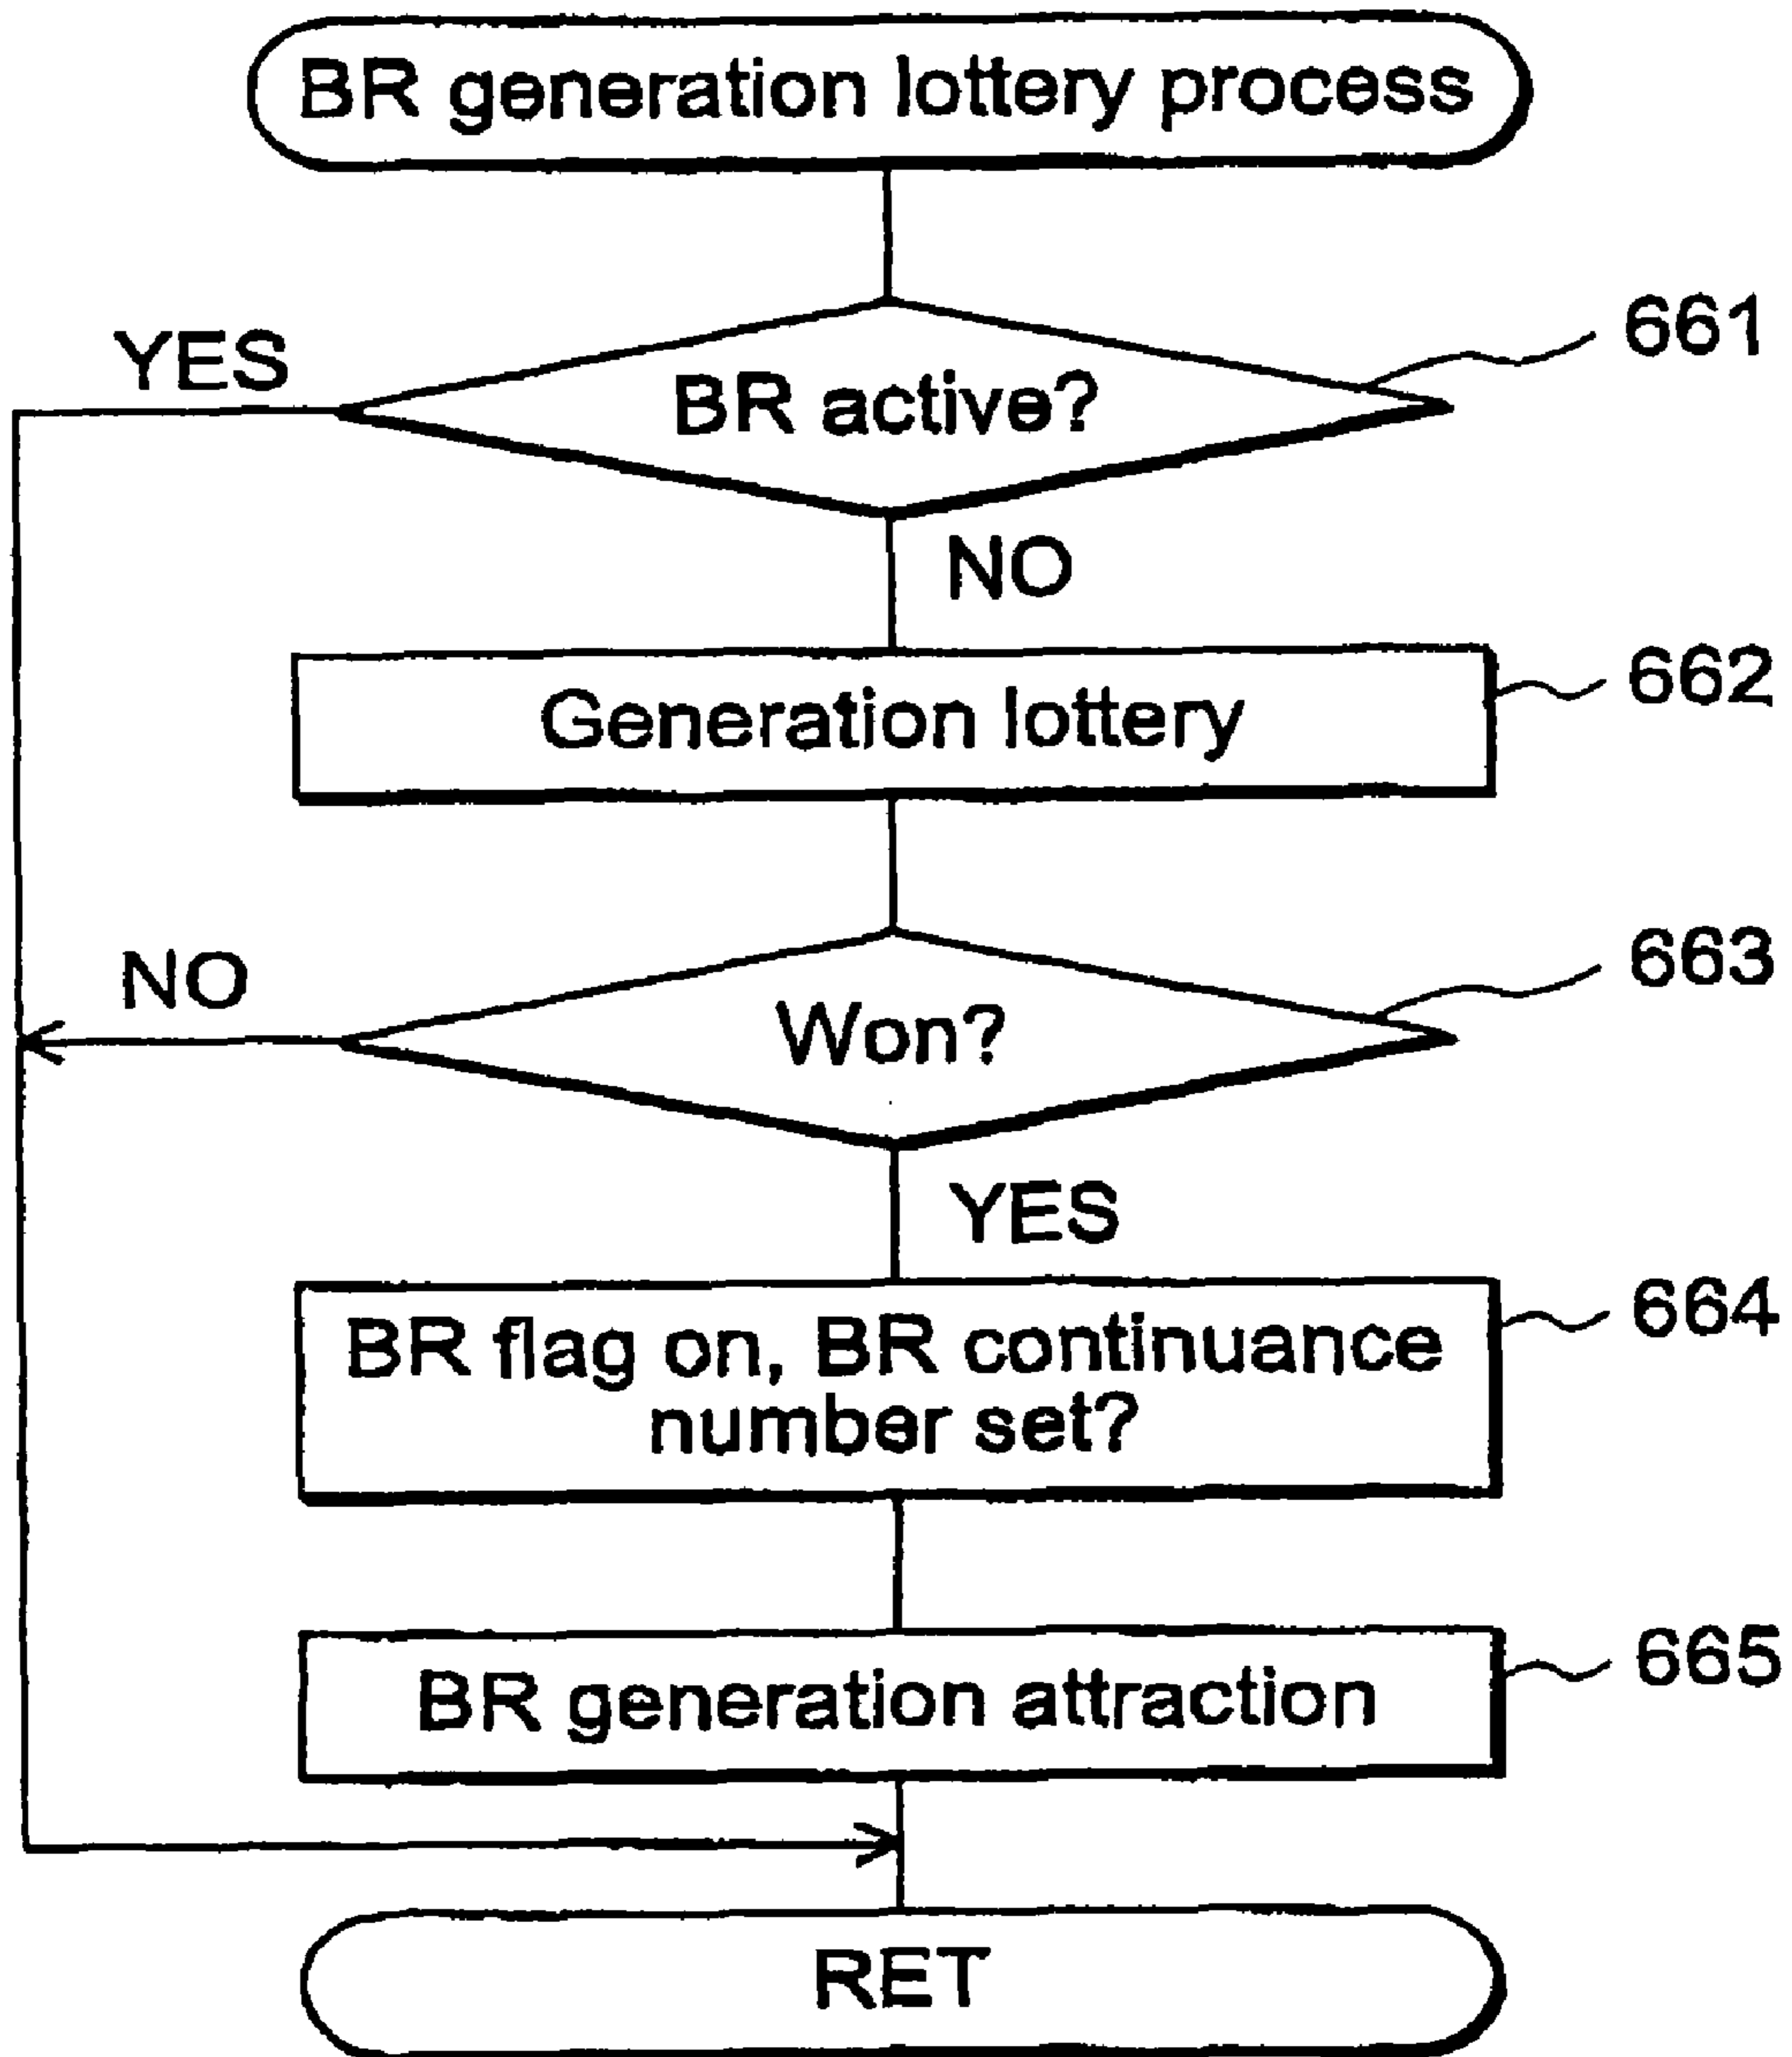 BR generation lottery process
661
YES
BR active?
NO
662
Generation lottery
663
NO
Won?
YES
664
BR flag on, BR continuance
number set?
665
BR generation attraction
RET